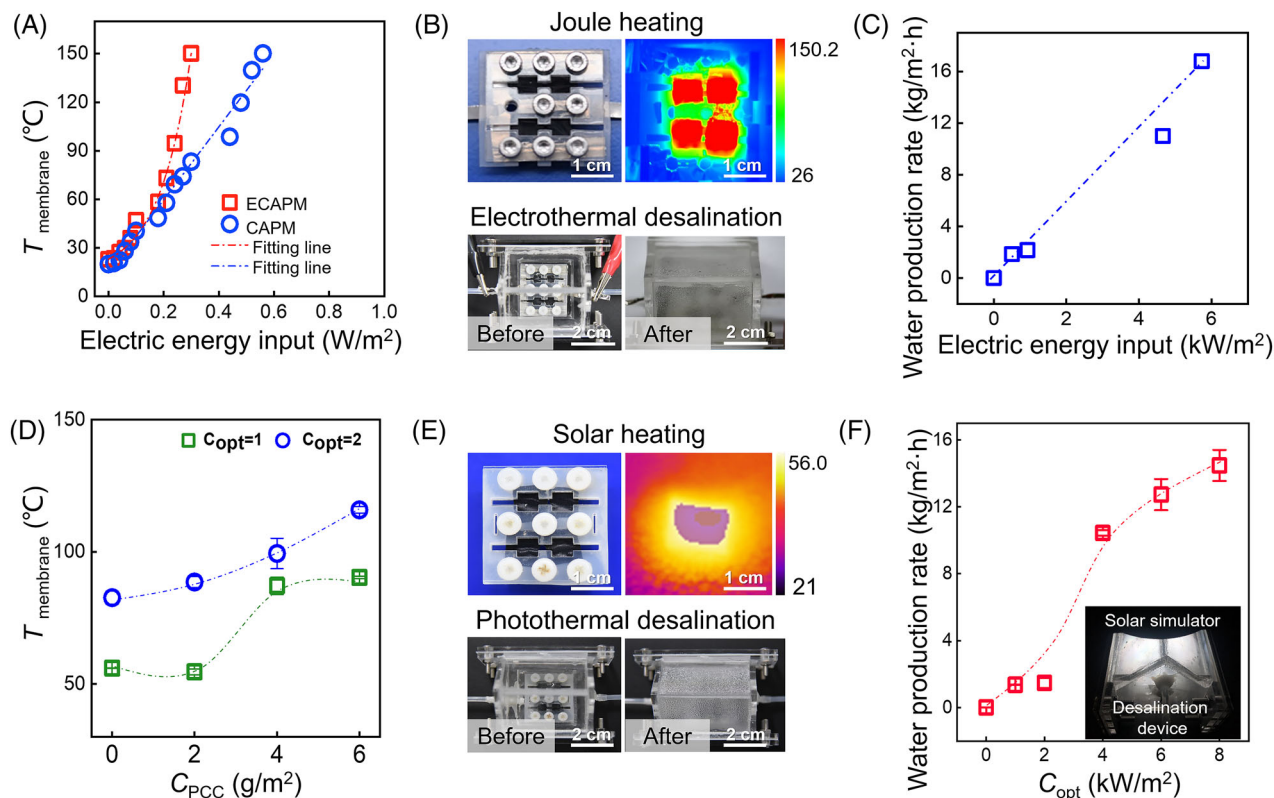 (A)
150
120
90
60
30
0
T membrane (°C)
ECAPM
CAPM
Fitting line
Fitting line
0.0 0.2 0.4 0.6 0.8 1.0
Electric energy input (W/m²)
(B)
Joule heating
1 cm
1 cm
150.2
26
Electrothermal desalination
Before
2 cm
After
2 cm
(C)
16
12
8
4
0
Water production rate (kg/m²·h)
0 2 4 6
Electric energy input (kW/m²)
(D)
150
100
50
T membrane (°C)
Copt=1 Copt=2
0 2 4 6
CPCC (g/m²)
(E)
Solar heating
1 cm
1 cm
56.0
21
Photothermal desalination
Before
2 cm
After
2 cm
(F)
16
12
8
4
0
Water production rate (kg/m²·h)
Solar simulator
Desalination
device
0 2 4 6 8
Copt (kW/m²)